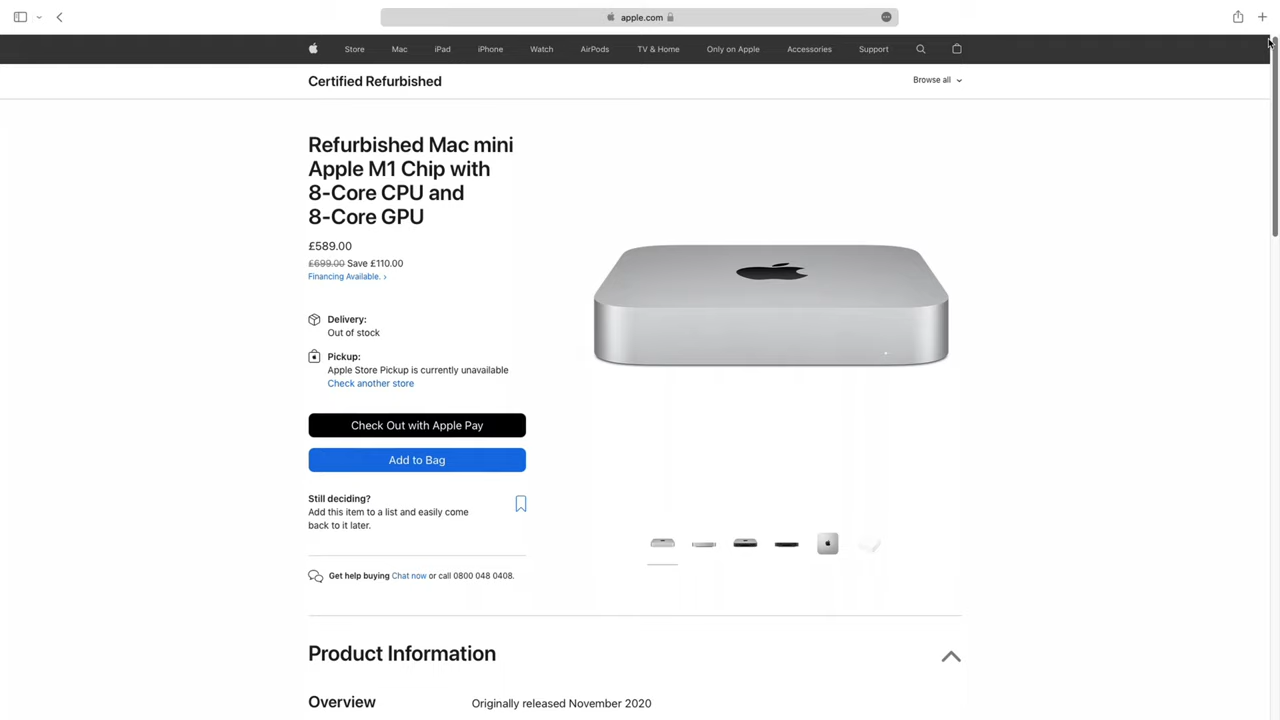 apple.com
Store Mac iPad iPhone Watch AirPods TV & Home Only on Apple Accessories Support
Certified Refurbished
Browse all
Refurbished Mac mini
Apple M1 Chip with
8-Core CPU and
8-Core GPU
£589.00
£699.00 Save £110.00
Financing Available. ›
Delivery:
Out of stock
Pickup:
Apple Store Pickup is currently unavailable
Check another store
Check Out with Apple Pay
Add to Bag
Still deciding?
Add this item to a list and easily come
back to it later.
Get help buying Chat now or call 0800 048 0408.
Product Information
Overview
Originally released November 2020